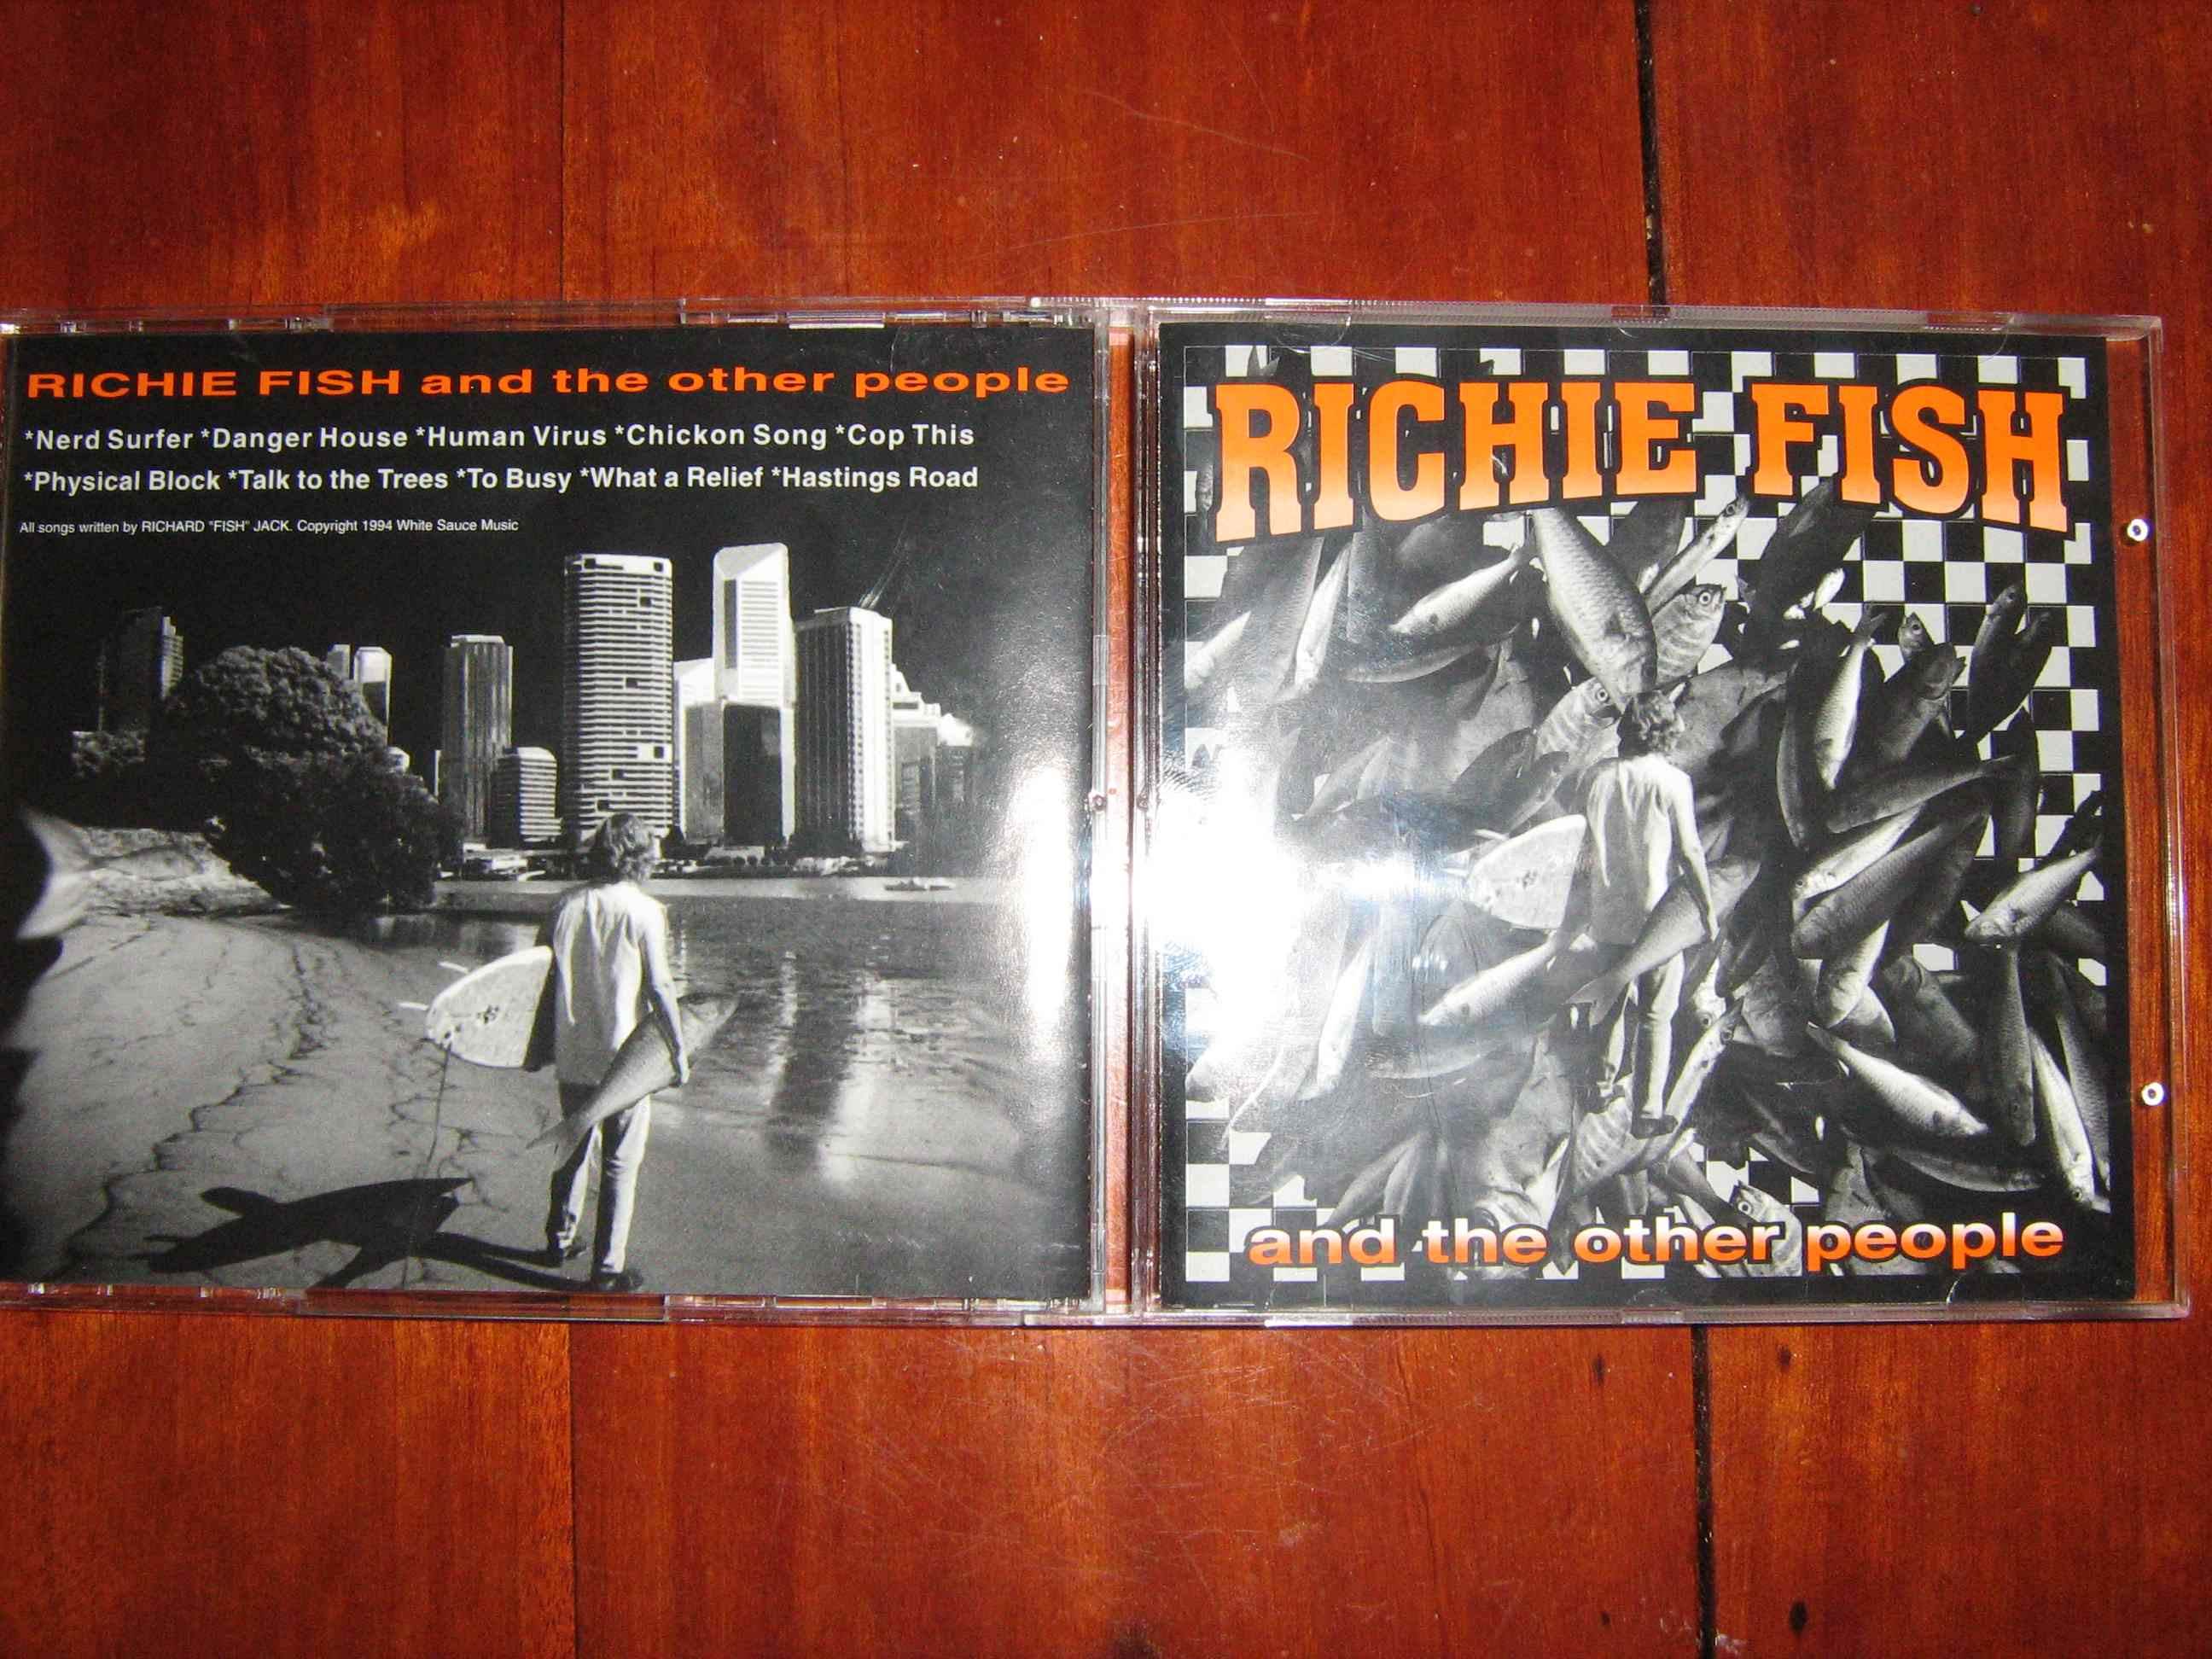 RICHIE FISH and the other people
*Nerd Surfer *Danger House *Human Virus *Chickon Song *Cop This
*Physical Block *Talk to the Trees *To Busy *What a Relief *Hastings Road
All songs written by RICHARD "FISH" JACK. Copyright 1994 White Sauce Music
RICHIE FISH
and the other people